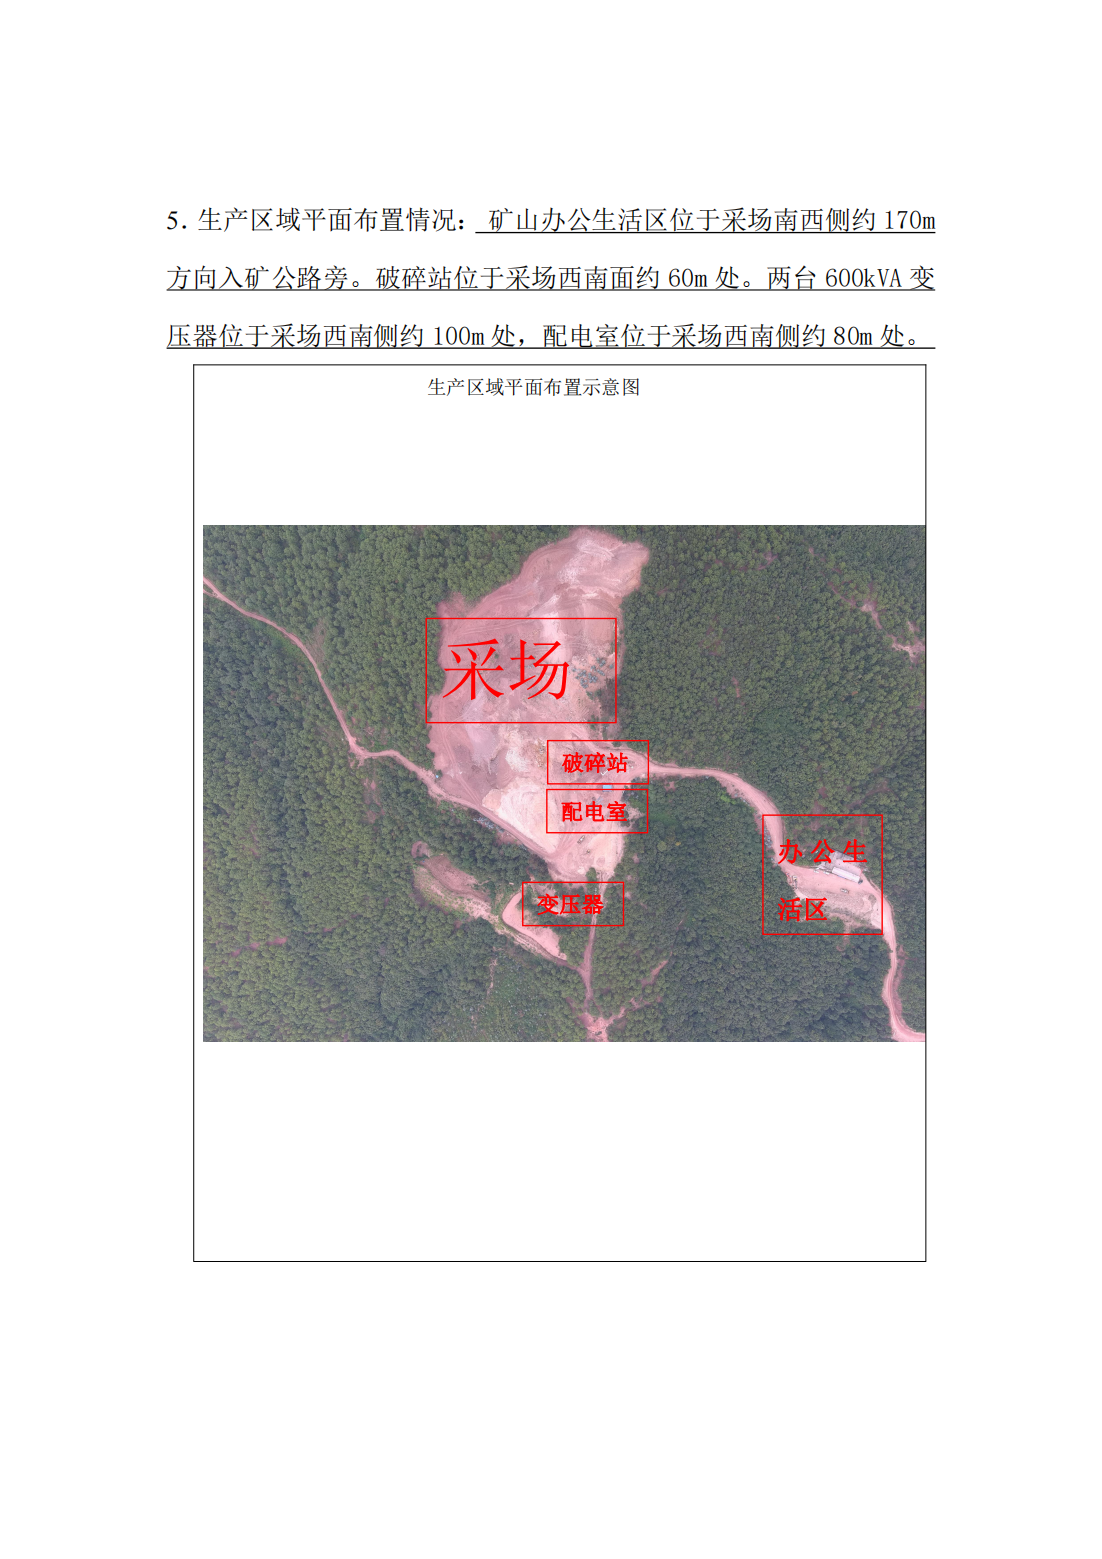 5. 生产区域平面布置情况： 矿山办公生活区位于采场南西侧约 170m
方向入矿公路旁。破碎站位于采场西南面约 60m 处。两台 600kVA 变
压器位于采场西南侧约 100m 处，配电室位于采场西南侧约 80m 处。
生产区域平面布置示意图
采场
破碎站
配电室
办公生
活区
变压器